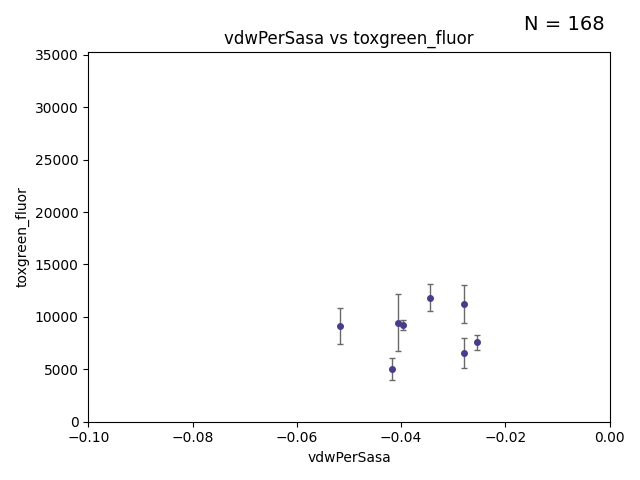 N = 168
vdwPerSasa vs toxgreen_fluor
35000
30000
25000
20000
15000
10000
5000
0
toxgreen_fluor
−0.10 −0.08 −0.06 −0.04 −0.02 0.00
vdwPerSasa